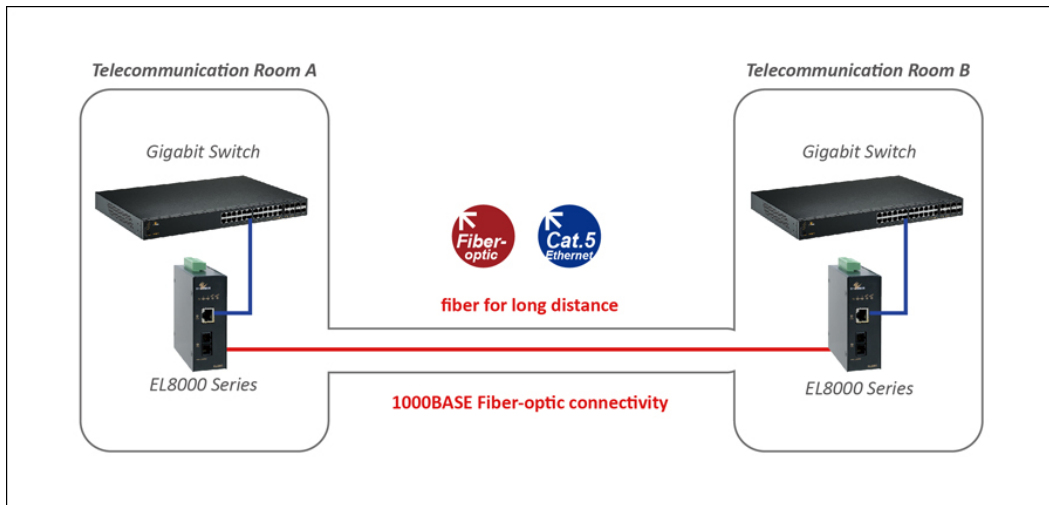 Telecommunication Room A
Telecommunication Room B
Gigabit Switch
Gigabit Switch
Fiber-
optic
Cat.5
Ethernet
fiber for long distance
EL8000 Series
EL8000 Series
1000BASE Fiber-optic connectivity